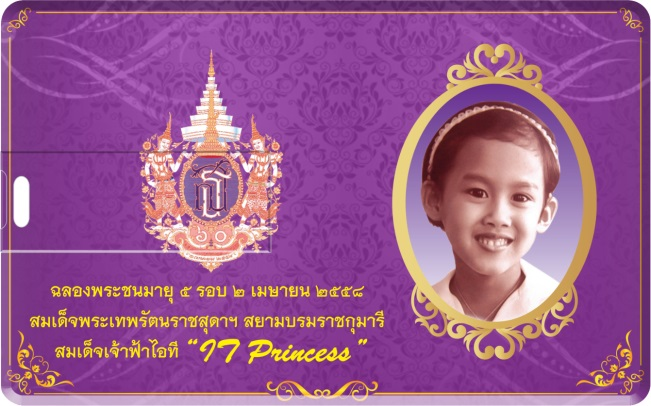 ฉลองพระชนมายุ ๕ รอบ ๒ เมษายน ๒๕๕๘
สมเด็จพระเทพรัตนราชสุดาฯ สยามบรมราชกุมารี
สมเด็จเจ้าฟ้าไอที “IT Princess”